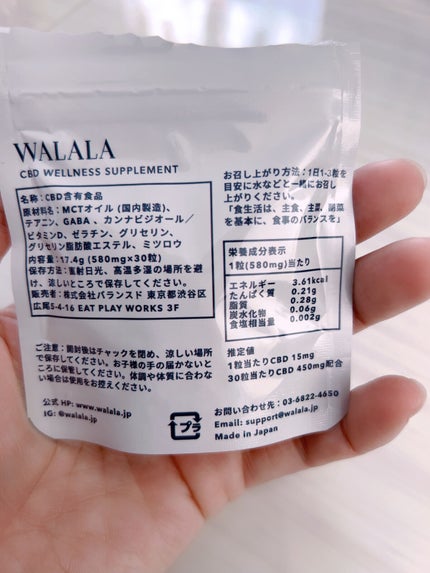 WALALA
CBD WELLNESS SUPPLEMENT
名称：CBD含有食品
原材料名：MCTオイル（国内製造）、
テアニン、GABA 、カンナビジオール／
ビタミンD、ゼラチン、グリセリン、
グリセリン脂肪酸エステル、ミツロウ
内容量：17.4g（580mg×30粒）
保存方法：直射日光、高温多湿の場所を避
け、涼しいところで保存してください。
販売者：株式会社バランスド 東京都渋谷区
広尾5-4-16 EAT PLAY WORKS 3F
ご注意：開封後はチャックを閉め、涼しい場所
で保存してください。お子様の手の届かないと
ころに保管してください。体調や体質に合わな
い場合は使用をお控えください。
公式 HP: www.walala.jp
IG: @walala.jp
お召し上がり方法：1日1-3粒を
目安に水などと一緒にお召し
上がりください。
「食生活は、主食、主菜、副菜
を基本に、食事のバランスを」
栄養成分表示
1粒(580mg)当たり
エネルギー 3.61kcal
たんぱく質 0.21g
脂質 0.28g
炭水化物 0.06g
食塩相当量 0.002g
推定値
1粒当たりCBD 15mg
30粒当たりCBD 450mg配合
プラ
お問い合わせ先：03-6822-4650
Email: support@walala.jp
Made in Japan